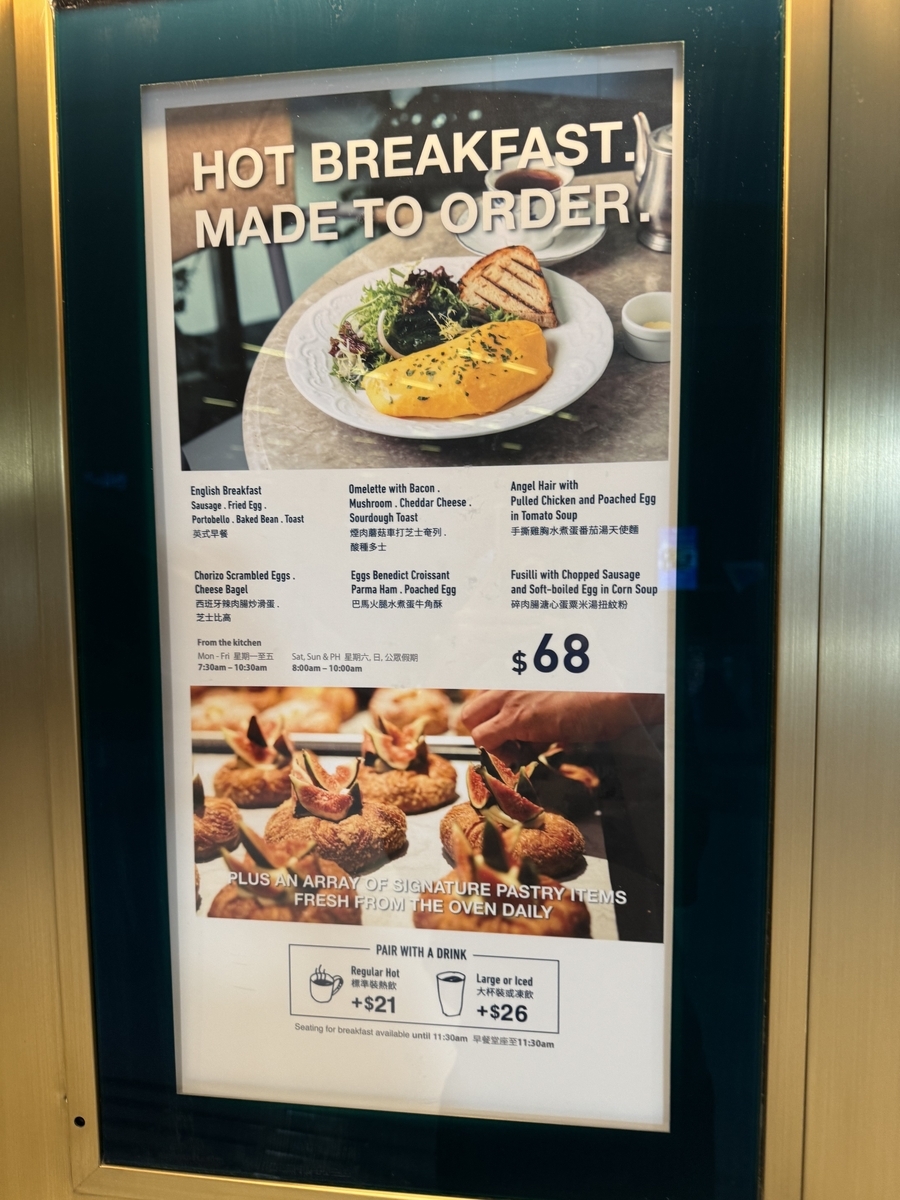 HOT BREAKFAST.
MADE TO ORDER.
English Breakfast
Sausage . Fried Egg .
Portobello . Baked Bean . Toast
英式早餐
Omelette with Bacon .
Mushroom . Cheddar Cheese .
Sourdough Toast
煙肉蘑菇車打芝士奄列 .
酸種多士
Angel Hair with
Pulled Chicken and Poached Egg
in Tomato Soup
手撕雞胸水煮蛋番茄湯天使麵
Chorizo Scrambled Eggs .
Cheese Bagel
西班牙辣肉腸炒滑蛋 .
芝士比高
Eggs Benedict Croissant
Parma Ham . Poached Egg
巴馬火腿水煮蛋牛角酥
Fusilli with Chopped Sausage
and Soft-boiled Egg in Corn Soup
碎肉腸溏心蛋粟米湯扭紋粉
From the kitchen
Mon - Fri 星期一至五
7:30am – 10:30am
Sat, Sun & PH 星期六, 日, 公眾假期
8:00am – 10:00am
$68
PLUS AN ARRAY OF SIGNATURE PASTRY ITEMS
FRESH FROM THE OVEN DAILY
PAIR WITH A DRINK
Regular Hot
標準裝熱飲
+$21
Large or Iced
大杯裝或凍飲
+$26
Seating for breakfast available until 11:30am 早餐堂座至11:30am